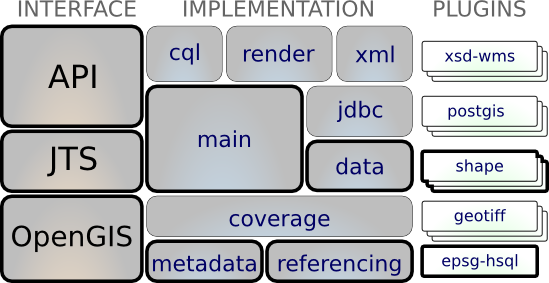 INTERFACE IMPLEMENTATION PLUGINS
API cql render xml xsd-wms
main jdbc postgis
JTS data shape
OpenGIS coverage geotiff
metadata referencing epsg-hsql